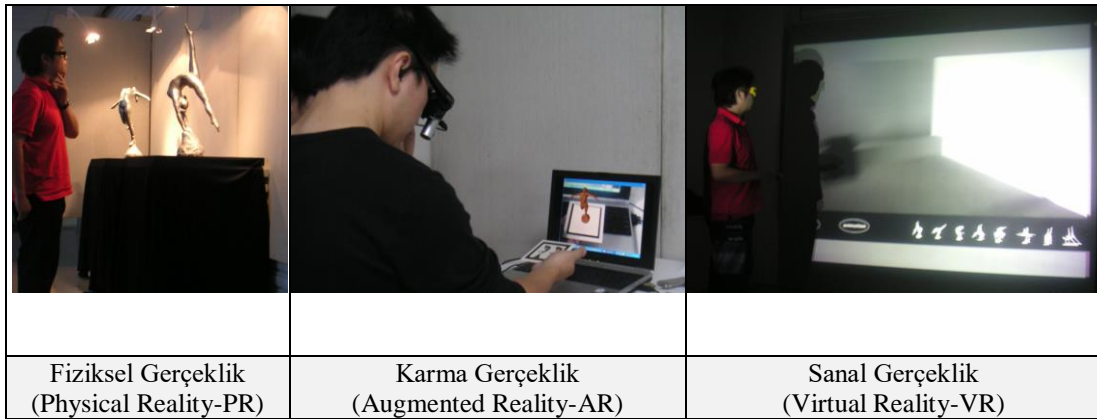 Fiziksel Gerçeklik
(Physical Reality-PR)
Karma Gerçeklik
(Augmented Reality-AR)
Sanal Gerçeklik
(Virtual Reality-VR)